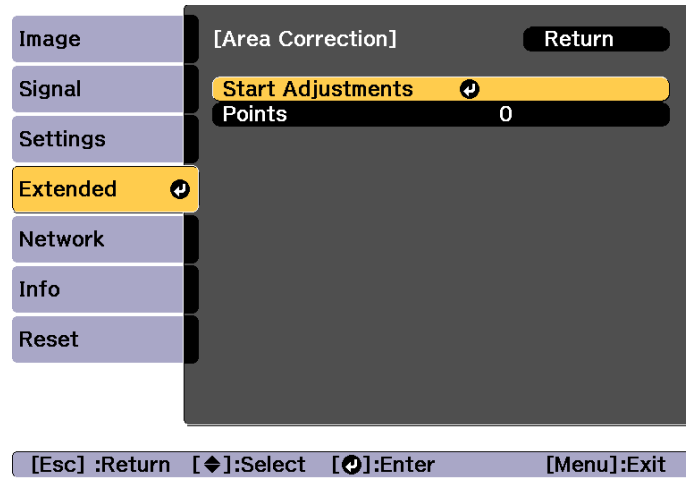 Image
Signal
Settings
Extended
Network
Info
Reset
[Area Correction] Return
Start Adjustments
Points 0
[Esc] :Return [◆]:Select [↵]:Enter [Menu]:Exit